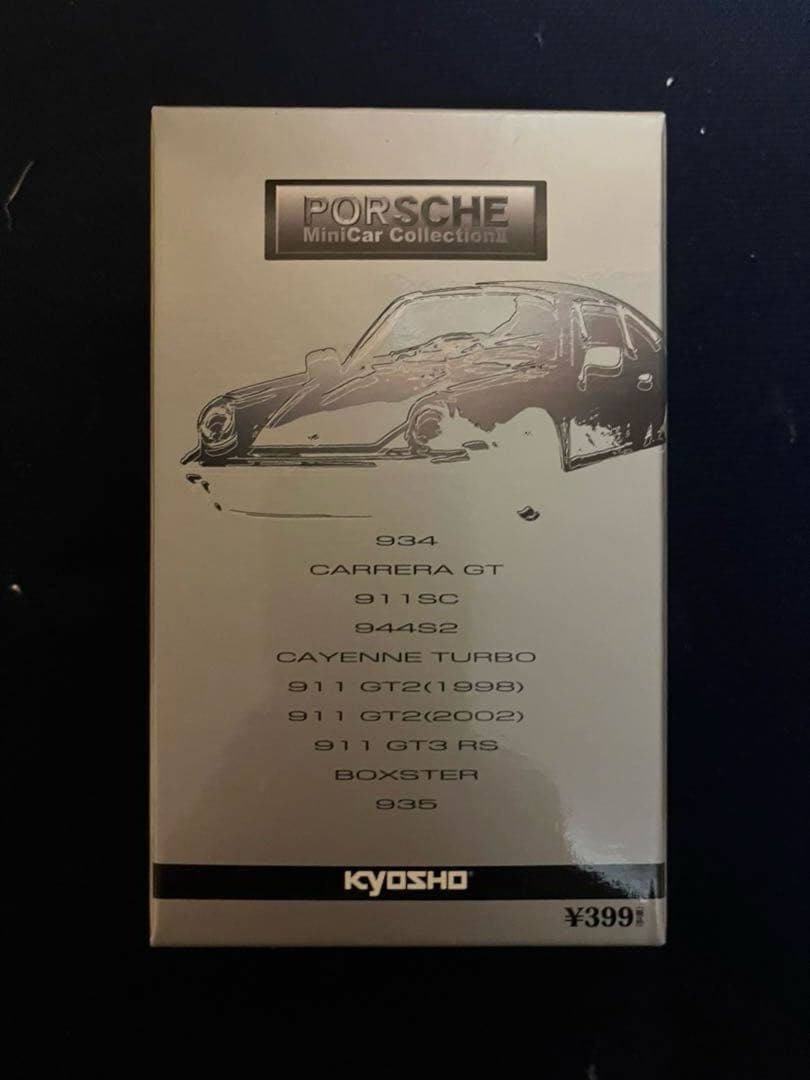 PORSCHE
MiniCar CollectionII
934
CARRERA GT
911SC
944S2
CAYENNE TURBO
911 GT2(1998)
911 GT2(2002)
911 GT3 RS
BOXSTER
935
KYOSHO
¥399